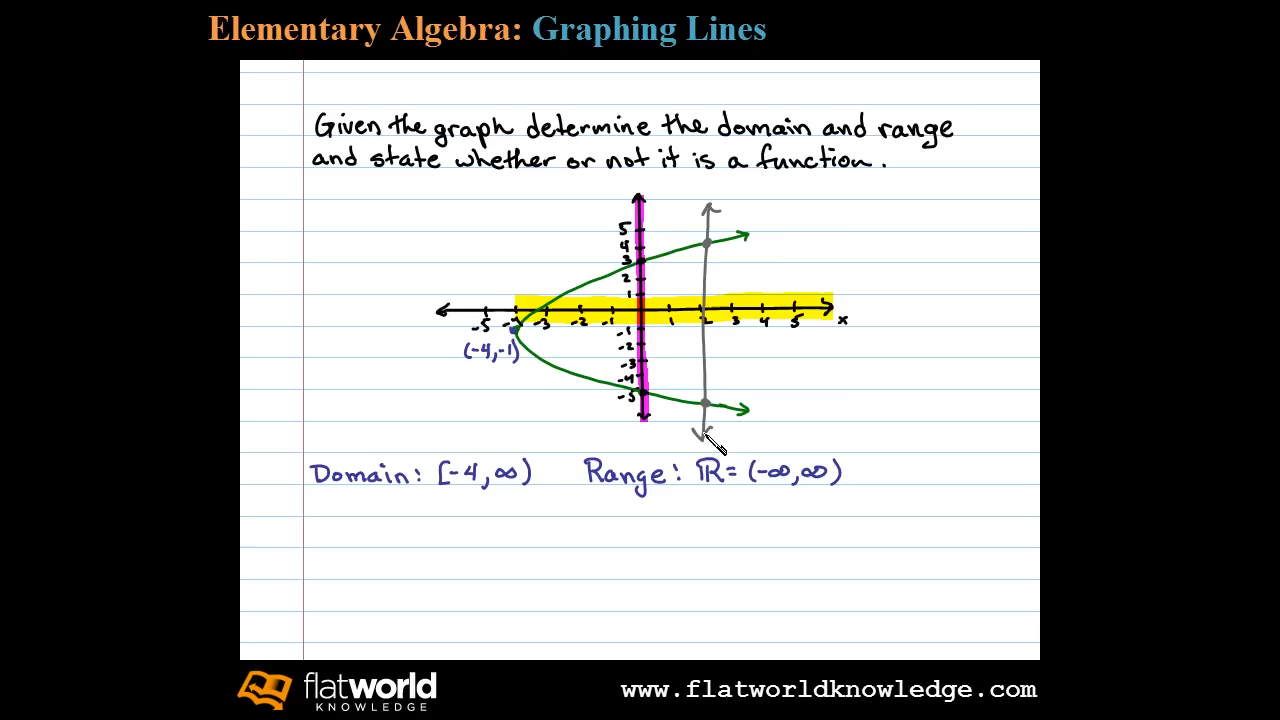 Elementary Algebra: Graphing Lines
Given the graph determine the domain and range
and state whether or not it is a function.
5
4
3
2
1
-5 -4 -3 -2 -1 1 2 3 4 5 x
-1
-2
-3
-4
-5
(-4,-1)
Domain: [-4,∞) Range: ℝ = (-∞,∞)
flatworld
KNOWLEDGE
www.flatworldknowledge.com